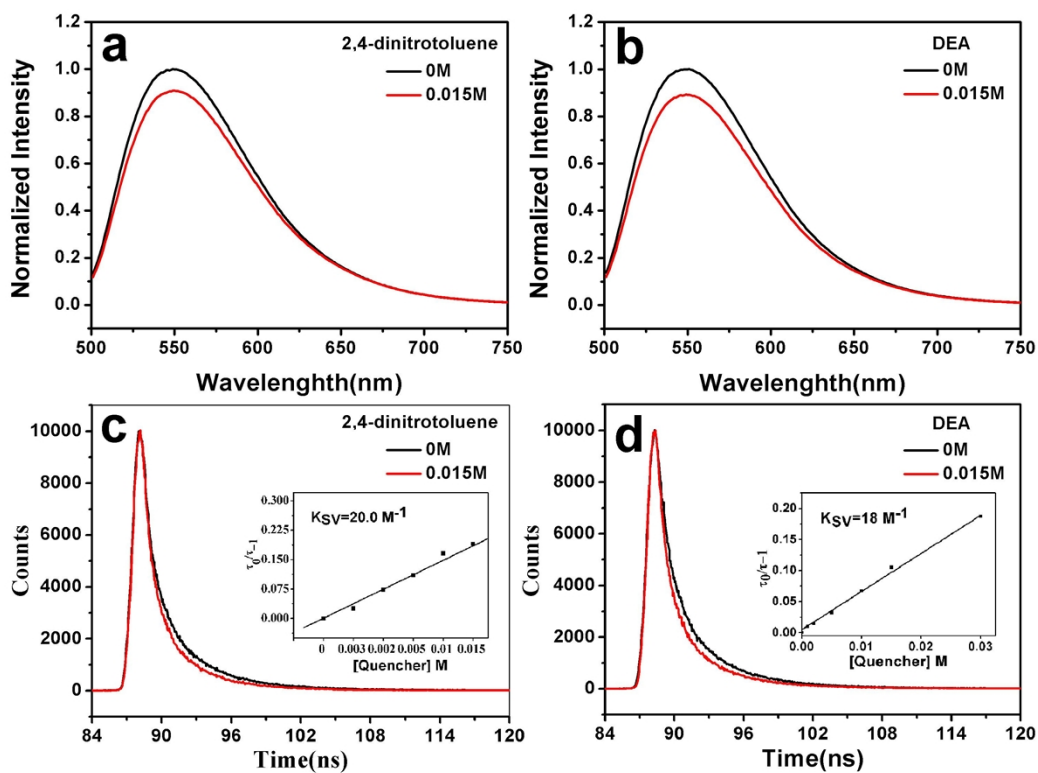 a
2,4-dinitrotoluene
0M
0.015M
1.2
1.0
0.8
0.6
0.4
0.2
0.0
Normalized Intensity
500 550 600 650 700 750
Wavelenghth(nm)
b
DEA
0M
0.015M
1.2
1.0
0.8
0.6
0.4
0.2
0.0
Normalized Intensity
500 550 600 650 700 750
Wavelenghth(nm)
c
2,4-dinitrotoluene
0M
0.015M
10000
8000
6000
4000
2000
0
Counts
84 90 96 102 108 114 120
Time(ns)
KSV=20.0 M-1
0.300
0.225
0.150
0.075
0.000
τ0/τ-1
0 0.003 0.002 0.005 0.01 0.015
[Quencher] M
d
DEA
0M
0.015M
10000
8000
6000
4000
2000
0
Counts
84 90 96 102 108 114 120
Time(ns)
KSV=18 M-1
0.20
0.15
0.10
0.05
0.00
τ0/τ-1
0.00 0.01 0.02 0.03
[Quencher] M